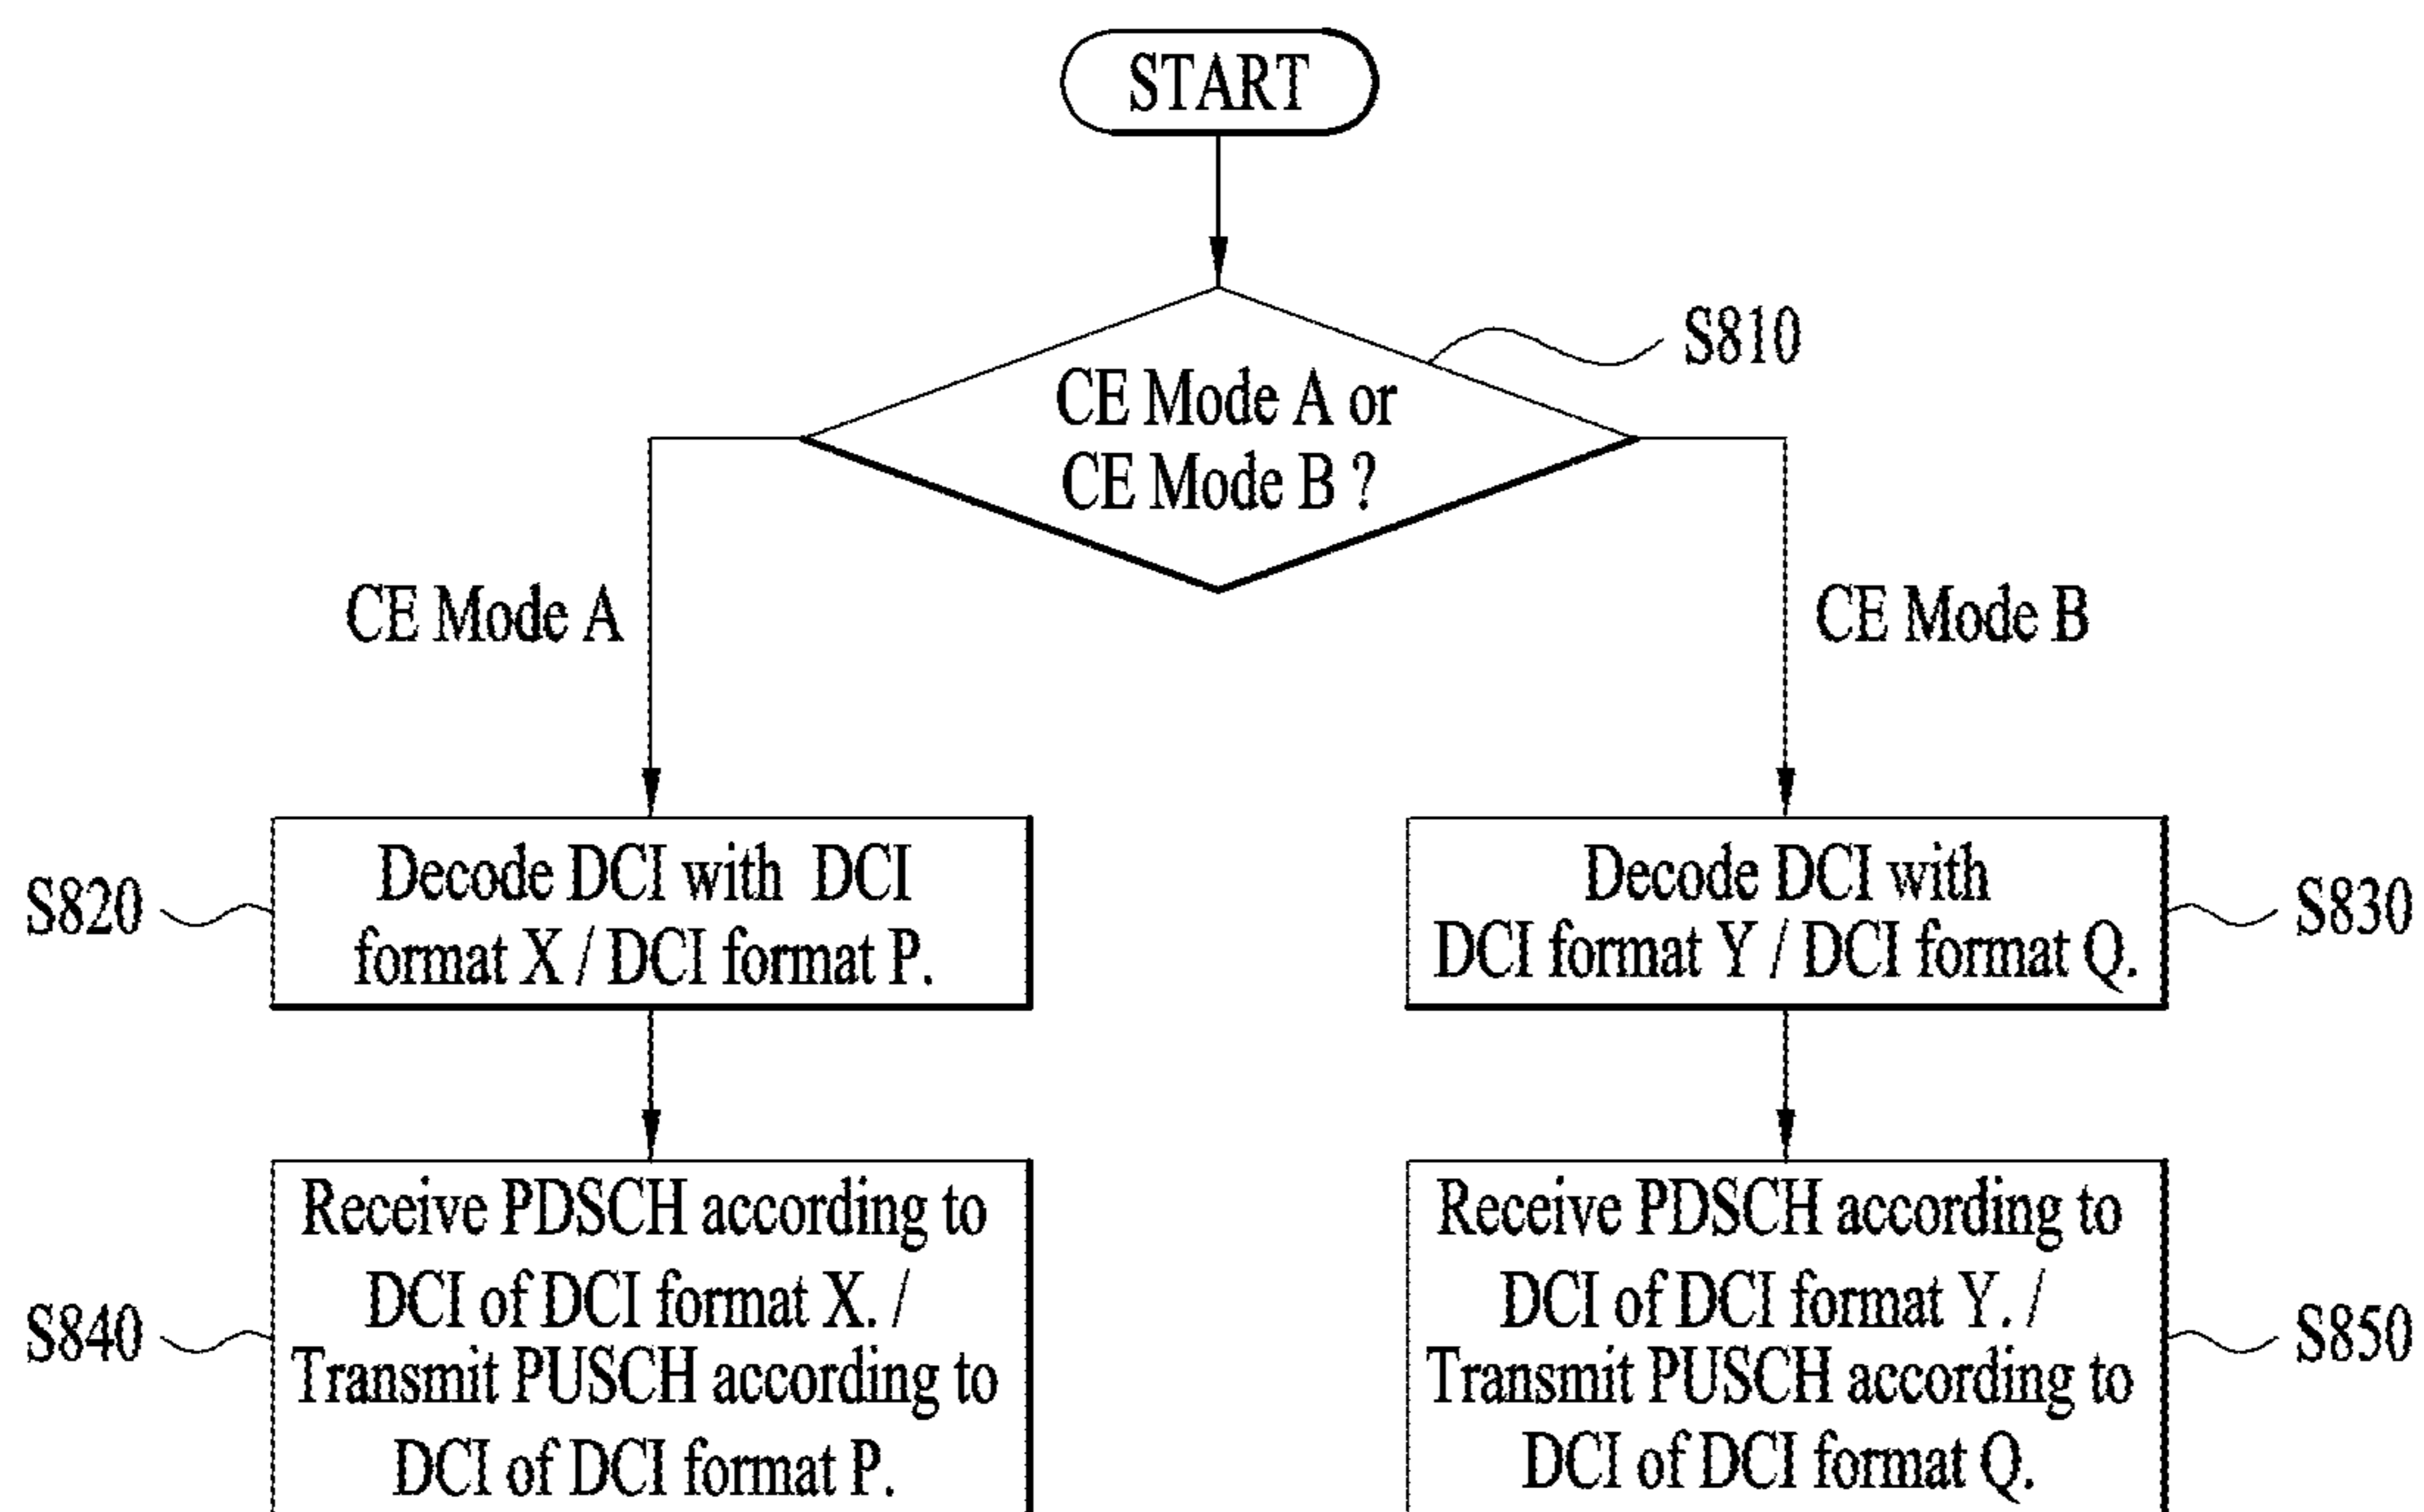 START
S810
CE Mode A or
CE Mode B ?
CE Mode A
CE Mode B
S820
Decode DCI with DCI
format X / DCI format P.
Decode DCI with
DCI format Y / DCI format Q.
S830
S840
Receive PDSCH according to
DCI of DCI format X. /
Transmit PUSCH according to
DCI of DCI format P.
Receive PDSCH according to
DCI of DCI format Y. /
Transmit PUSCH according to
DCI of DCI format Q.
S850